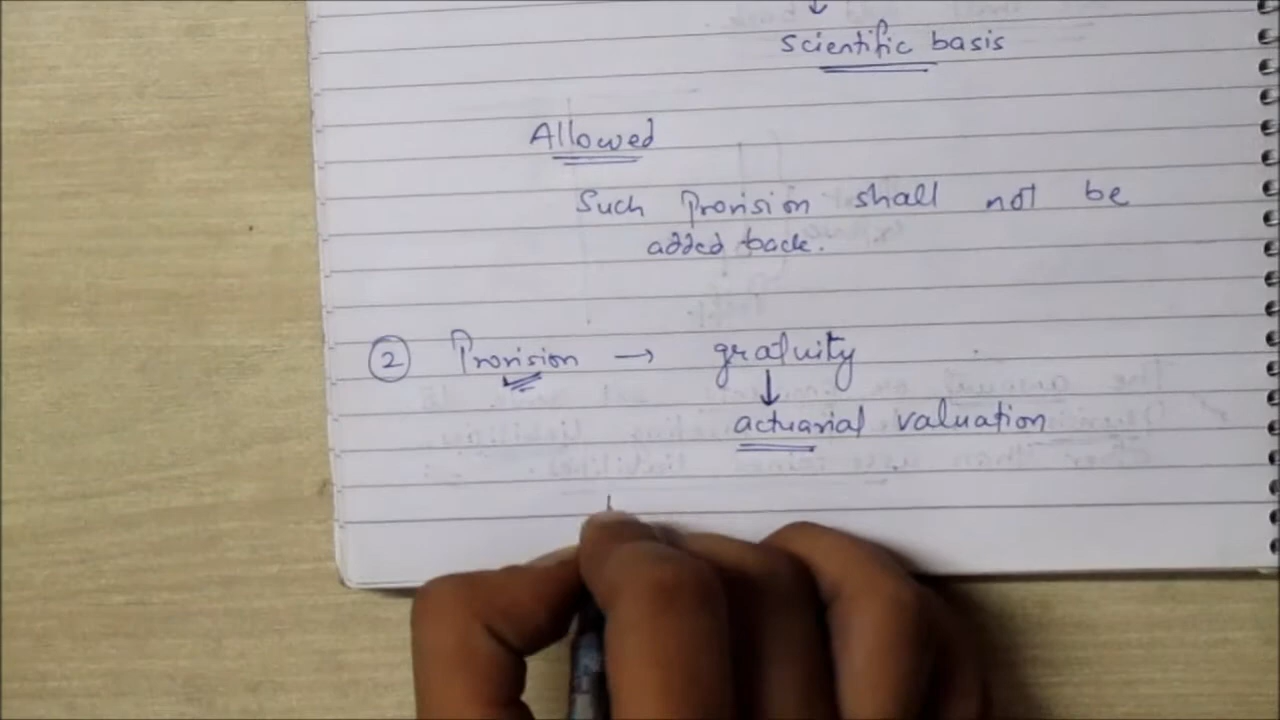 scientific basis
Allowed
Such Provision shall not be
added back.
② Provision → gratuity
↓
actuarial valuation